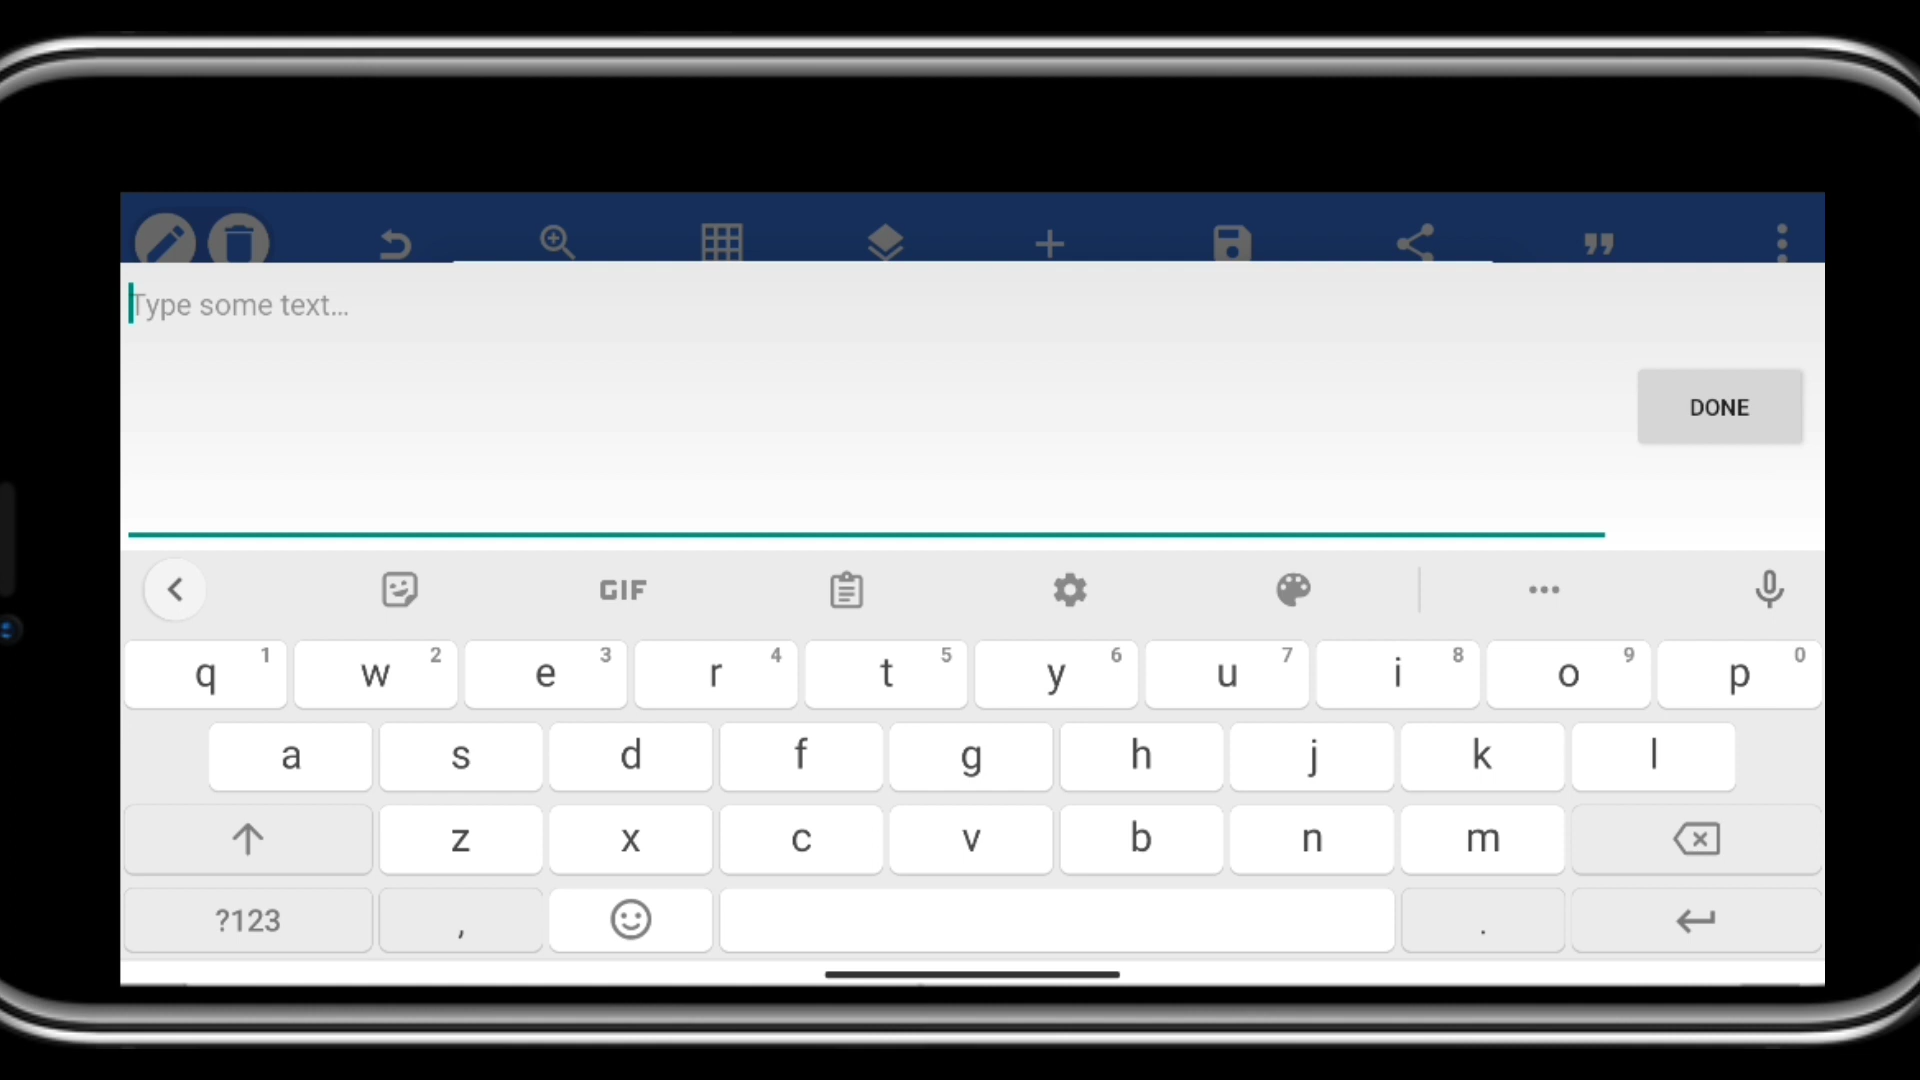 Type some text...
DONE
GIF
q 1 w 2 e 3 r 4 t 5 y 6 u 7 i 8 o 9 p 0
a s d f g h j k l
z x c v b n m
?123 , .